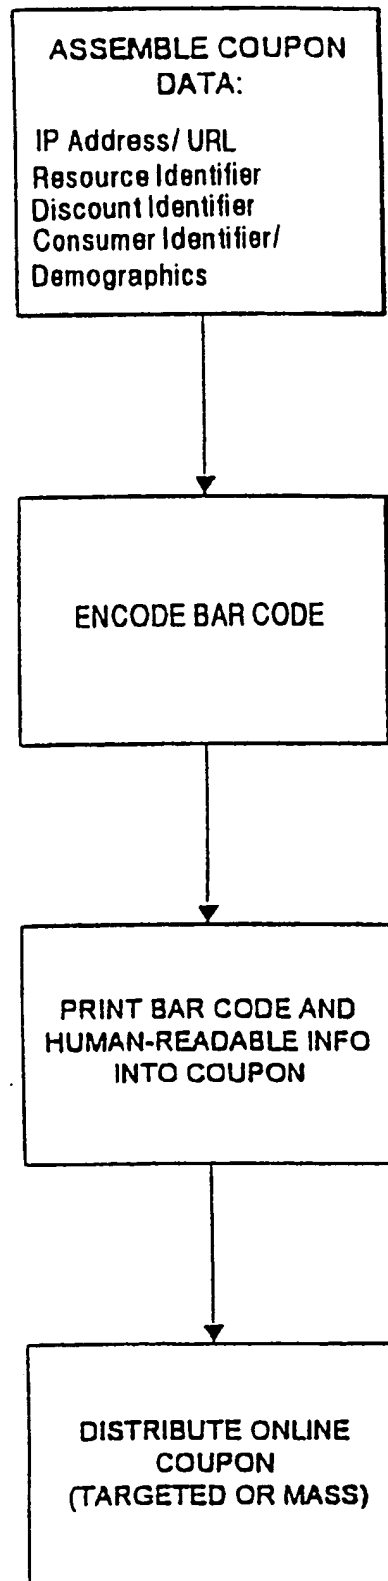 ASSEMBLE COUPON
DATA:
IP Address/ URL
Resource Identifier
Discount Identifier
Consumer Identifier/
Demographics
ENCODE BAR CODE
PRINT BAR CODE AND
HUMAN-READABLE INFO
INTO COUPON
DISTRIBUTE ONLINE
COUPON
(TARGETED OR MASS)